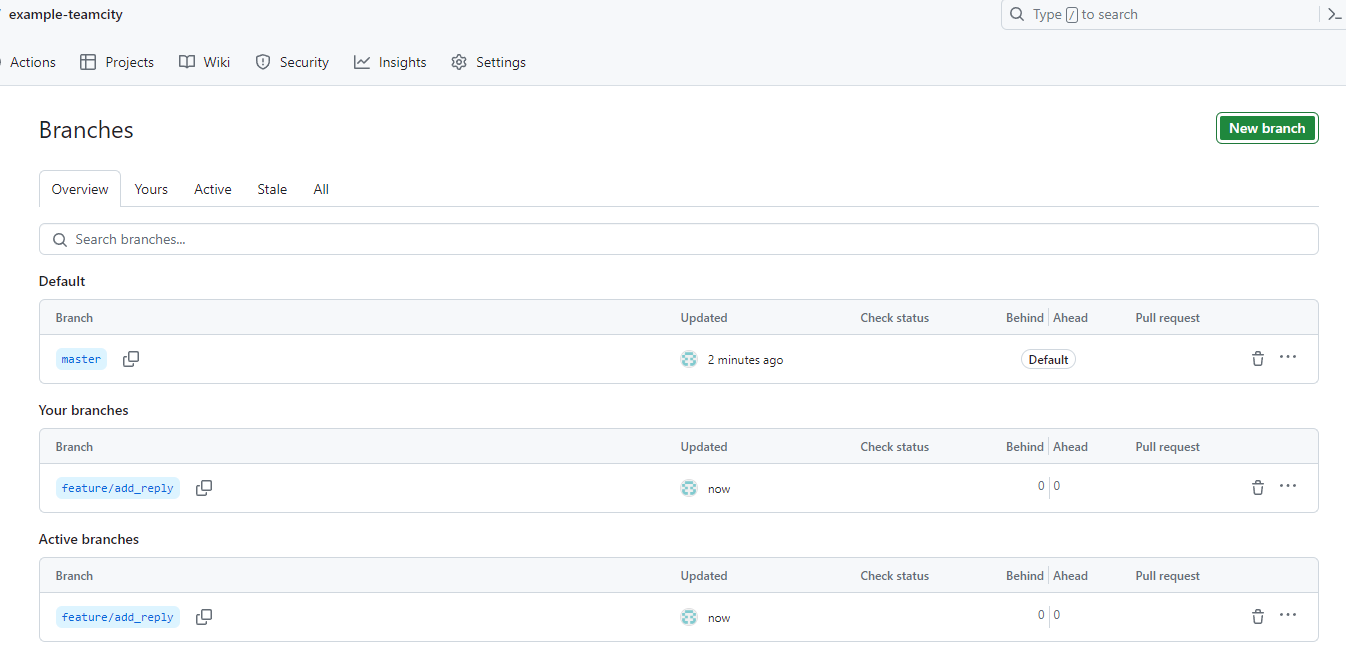 example-teamcity
Type / to search
Actions Projects Wiki Security Insights Settings
Branches
New branch
Overview Yours Active Stale All
Search branches...
Default
Branch Updated Check status Behind Ahead Pull request
master 2 minutes ago Default
Your branches
Branch Updated Check status Behind Ahead Pull request
feature/add_reply now 0 0
Active branches
Branch Updated Check status Behind Ahead Pull request
feature/add_reply now 0 0